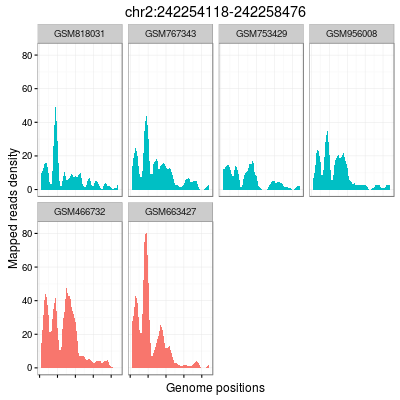 chr2:242254118-242258476
GSM818031 GSM767343 GSM753429 GSM956008
80
60
40
20
0
GSM466732 GSM663427
80
60
40
20
0
Mapped reads density
Genome positions